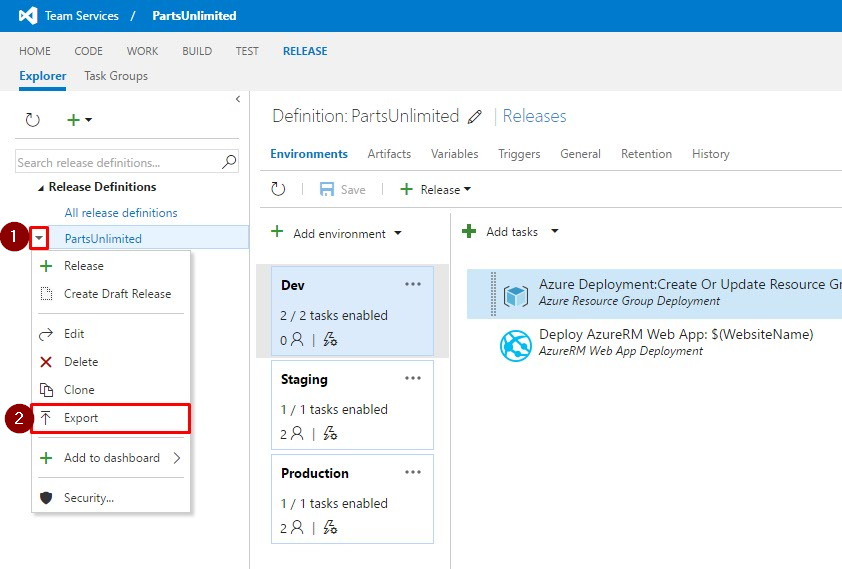 Team Services / PartsUnlimited
HOME CODE WORK BUILD TEST RELEASE
Explorer Task Groups
Definition: PartsUnlimited | Releases
Search release definitions...
Release Definitions
All release definitions
1 PartsUnlimited
Release
Create Draft Release
Edit
Delete
Clone
2 Export
Add to dashboard
Security...
Environments Artifacts Variables Triggers General Retention History
Save | Release
Add environment
Dev ...
2 / 2 tasks enabled
0 |
Staging ...
1 / 1 tasks enabled
2 |
Production ...
1 / 1 tasks enabled
2 |
Add tasks
Azure Deployment:Create Or Update Resource Gr
Azure Resource Group Deployment
Deploy AzureRM Web App: $(WebsiteName)
AzureRM Web App Deployment